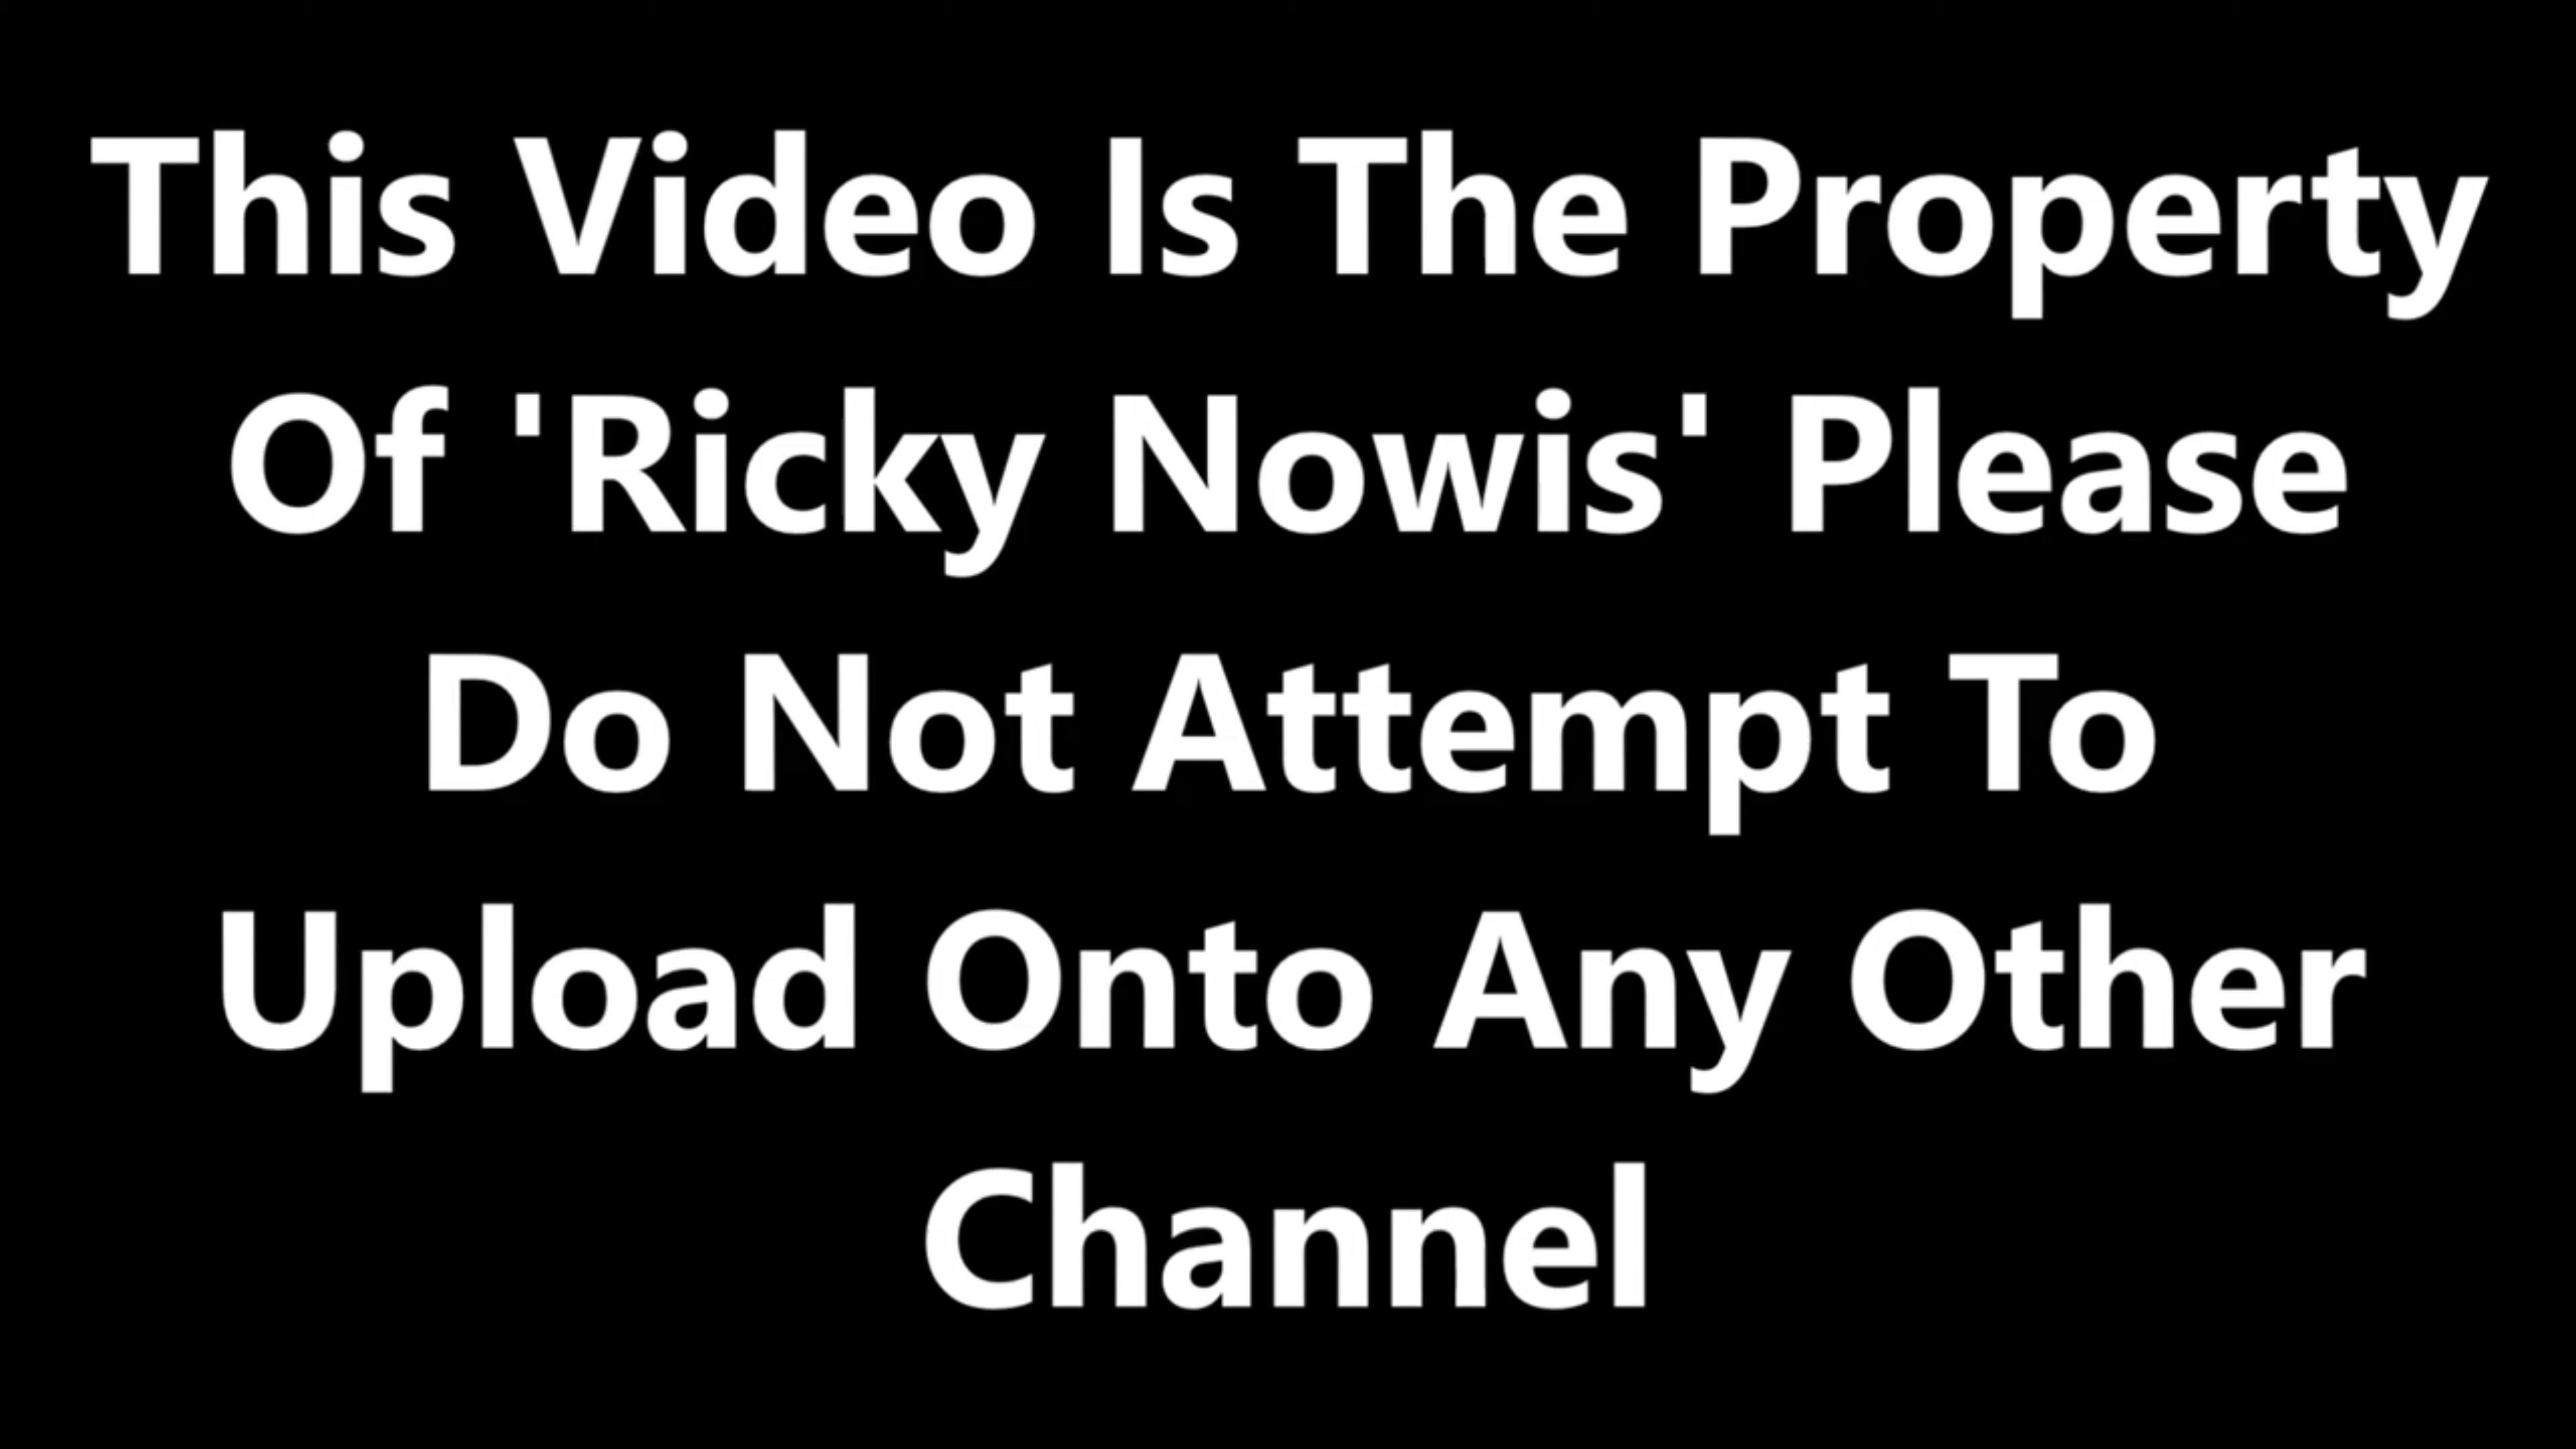 This Video Is The Property
Of 'Ricky Nowis' Please
Do Not Attempt To
Upload Onto Any Other
Channel